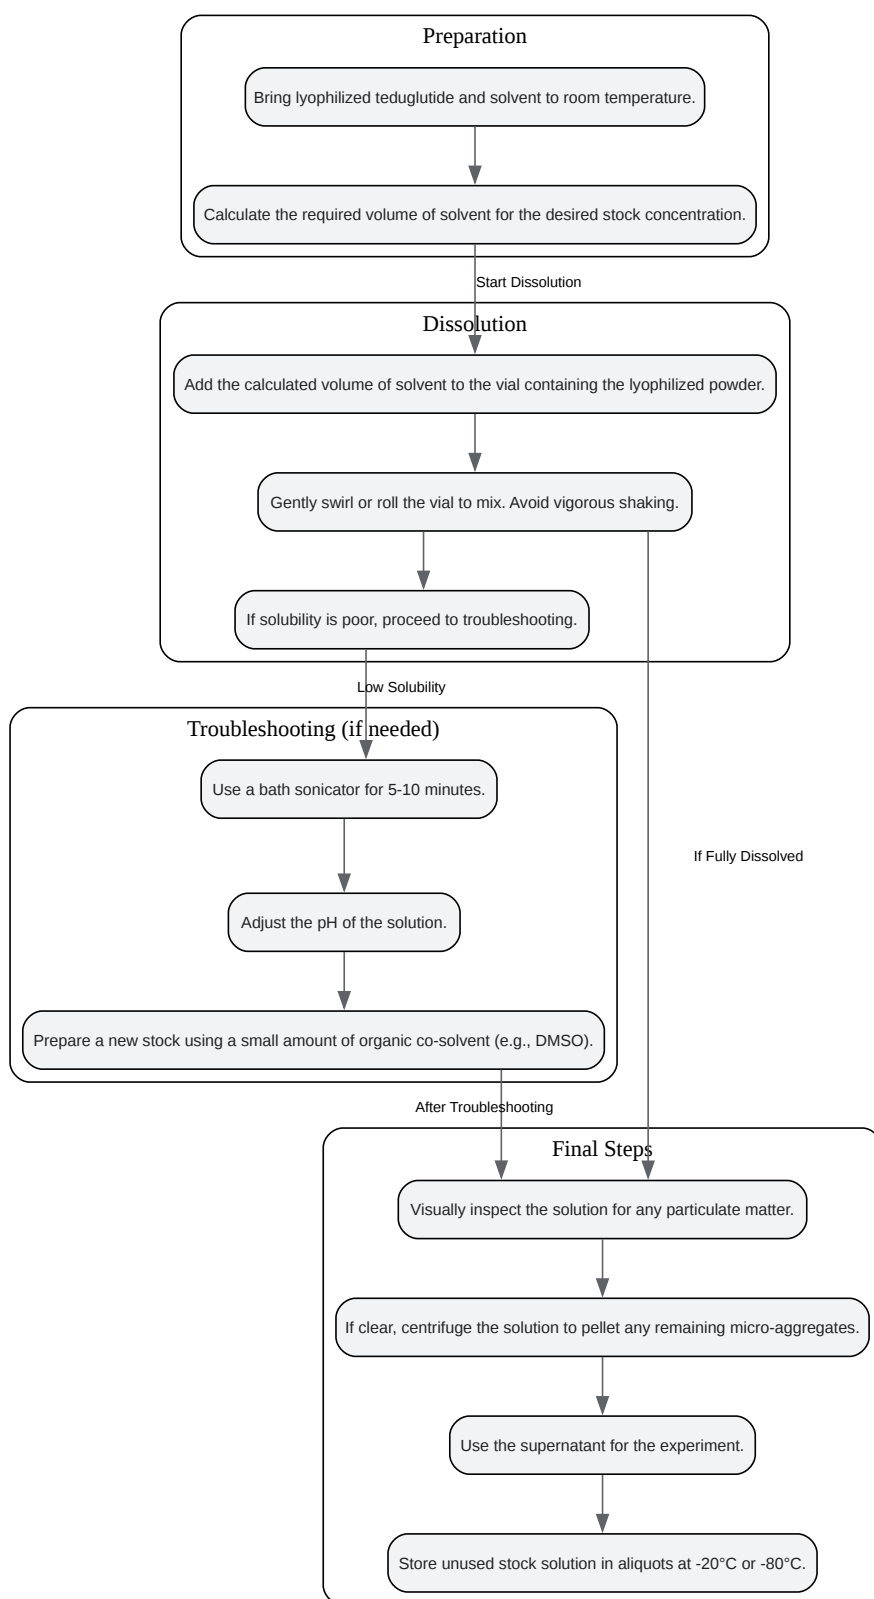 Preparation
Bring lyophilized teduglutide and solvent to room temperature.
Calculate the required volume of solvent for the desired stock concentration.
Start Dissolution
Dissolution
Add the calculated volume of solvent to the vial containing the lyophilized powder.
Gently swirl or roll the vial to mix. Avoid vigorous shaking.
If solubility is poor, proceed to troubleshooting.
Low Solubility
Troubleshooting (if needed)
Use a bath sonicator for 5-10 minutes.
If Fully Dissolved
Adjust the pH of the solution.
Prepare a new stock using a small amount of organic co-solvent (e.g., DMSO).
After Troubleshooting
Final Steps
Visually inspect the solution for any particulate matter.
If clear, centrifuge the solution to pellet any remaining micro-aggregates.
Use the supernatant for the experiment.
Store unused stock solution in aliquots at -20°C or -80°C.